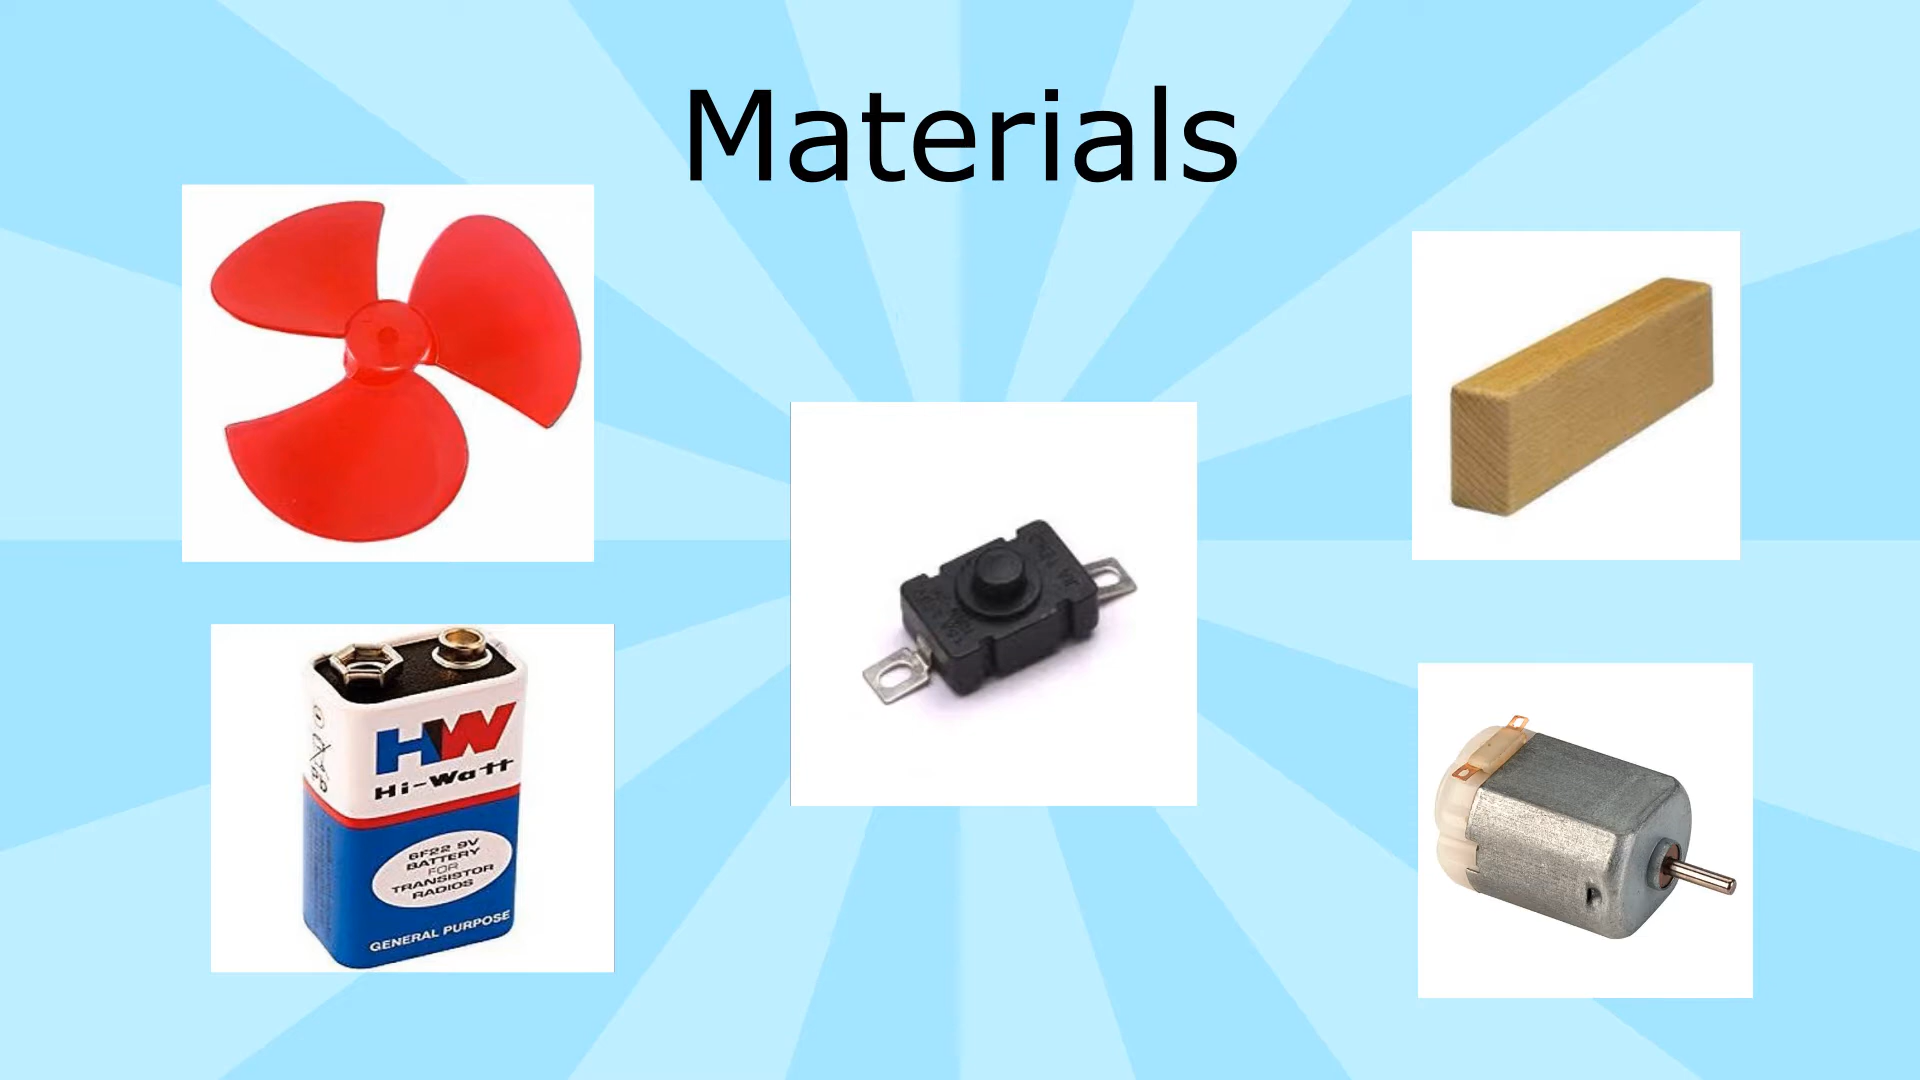 Materials
HW
Hi-Watt
6F22 9V
BATTERY
FOR
TRANSISTOR
RADIOS
GENERAL PURPOSE